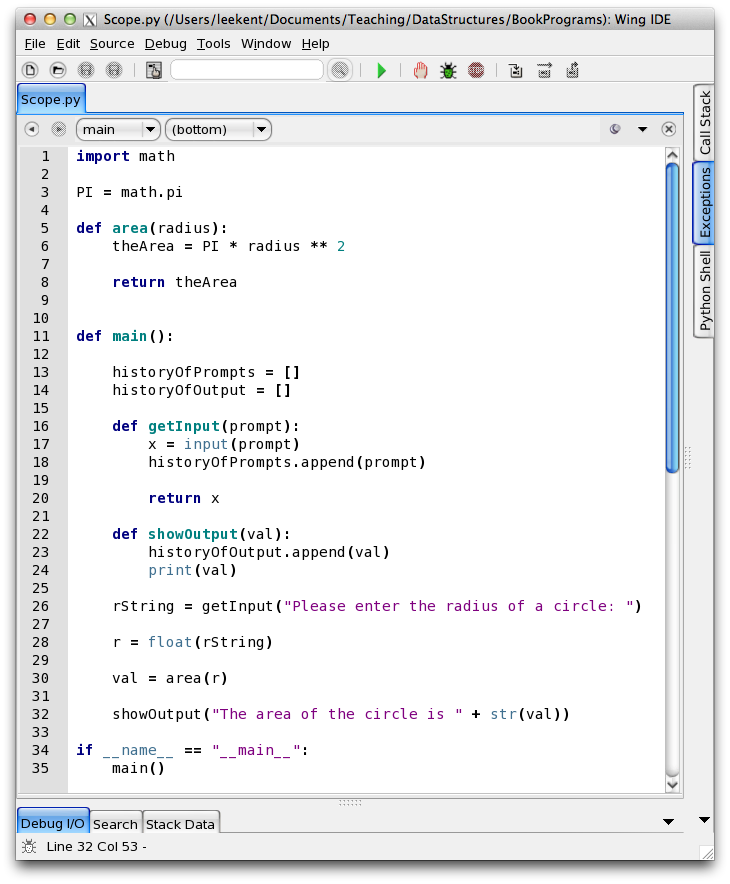 Scope.py (/Users/leekent/Documents/Teaching/DataStructures/BookPrograms): Wing IDE
File Edit Source Debug Tools Window Help
Scope.py
main (bottom)
1 import math
2
3 PI = math.pi
4
5 def area(radius):
6     theArea = PI * radius ** 2
7
8     return theArea
9
10
11 def main():
12
13     historyOfPrompts = []
14     historyOfOutput = []
15
16     def getInput(prompt):
17         x = input(prompt)
18         historyOfPrompts.append(prompt)
19
20         return x
21
22     def showOutput(val):
23         historyOfOutput.append(val)
24         print(val)
25
26     rString = getInput("Please enter the radius of a circle: ")
27
28     r = float(rString)
29
30     val = area(r)
31
32     showOutput("The area of the circle is " + str(val))
33
34 if __name__ == "__main__":
35     main()
Call Stack
Exceptions
Python Shell
Debug I/O Search Stack Data
Line 32 Col 53 -